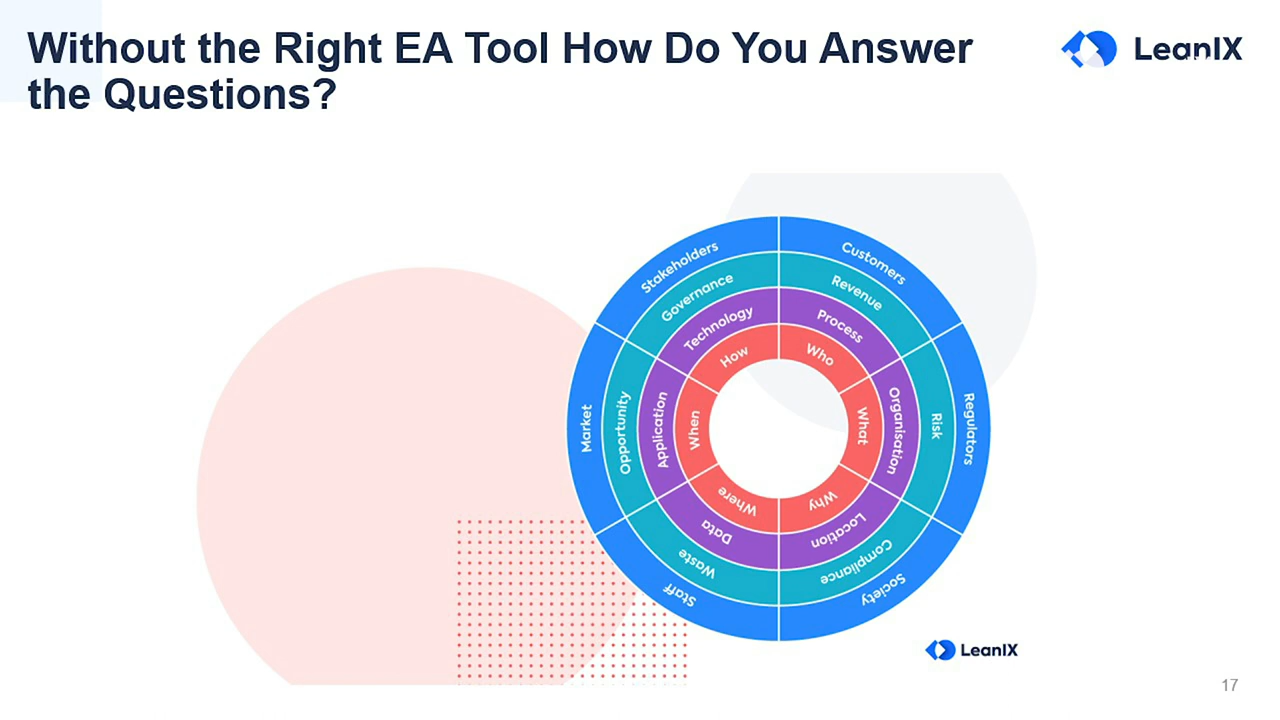 Without the Right EA Tool How Do You Answer
the Questions?
LeanIX
Stakeholders
Customers
Governance
Revenue
Technology
Process
How
Who
Market
Opportunity
Application
When
What
Organisation
Risk
Regulators
Where
Why
Data
Location
Waste
Compliance
Staff
Society
LeanIX
17